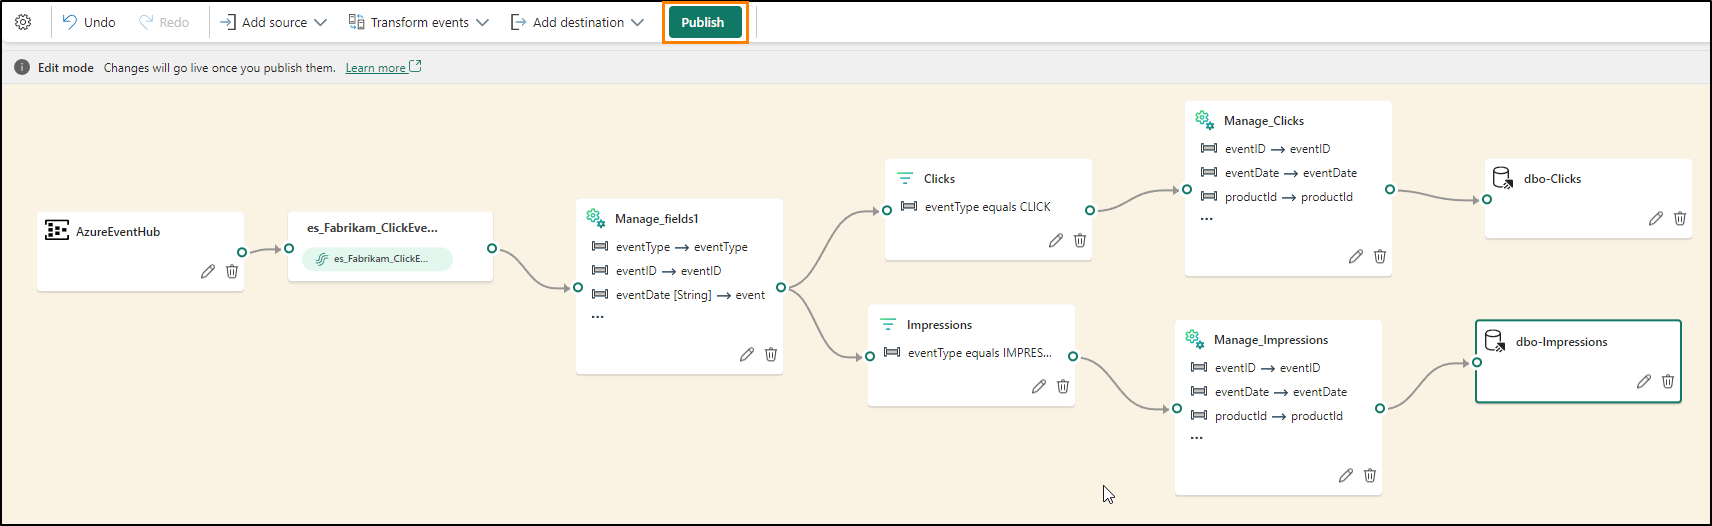 Undo
Redo
Add source
Transform events
Add destination
Publish
Edit mode Changes will go live once you publish them. Learn more
AzureEventHub
es_Fabrikam_ClickEve...
es_Fabrikam_ClickE...
Manage_fields1
eventType → eventType
eventID → eventID
eventDate [String] → event
...
Clicks
eventType equals CLICK
Impressions
eventType equals IMPRES...
Manage_Clicks
eventID → eventID
eventDate → eventDate
productId → productId
...
Manage_Impressions
eventID → eventID
eventDate → eventDate
productId → productId
...
dbo-Clicks
dbo-Impressions